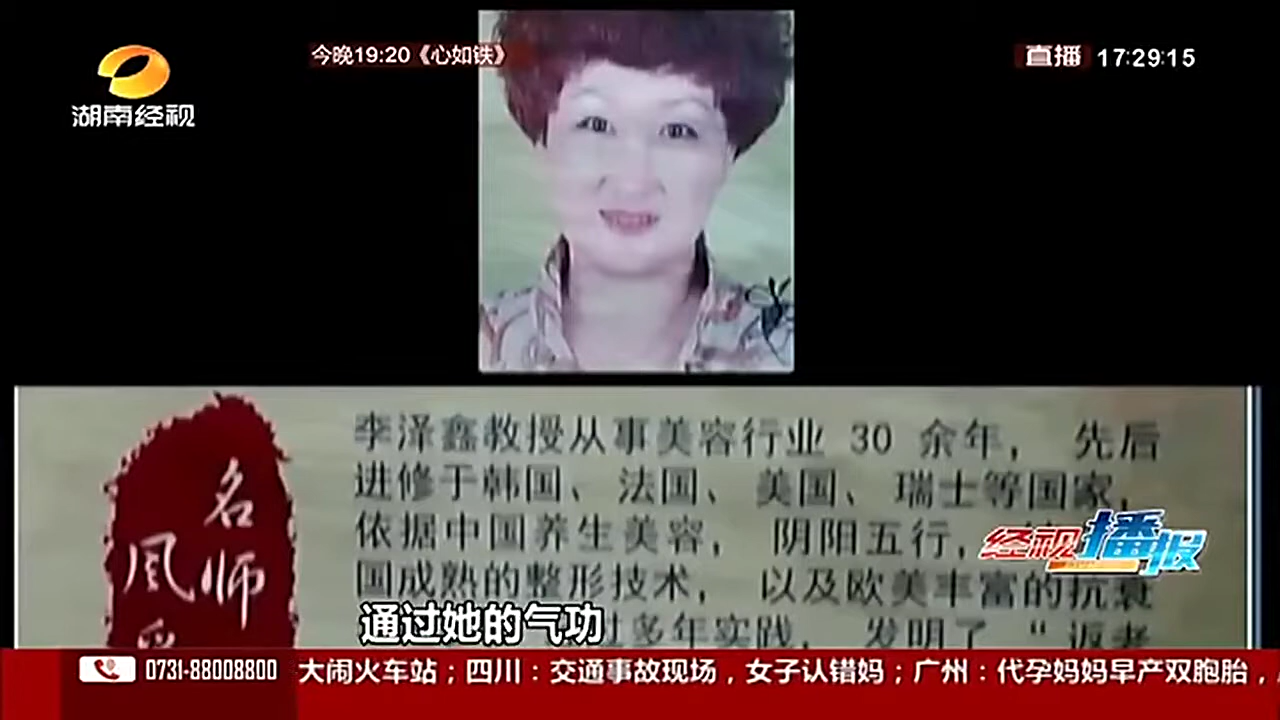 今晚19:20《心如铁》
直播 17:29:15
湖南经视
名师
风采
李泽鑫教授从事美容行业 30 余年， 先后
进修于韩国、法国、美国、瑞士等国家，
依据中国养生美容， 阴阳五行，
国成熟的整形技术， 以及欧美丰富的抗衰
过多年实践， 发明了 “返老
经视播报
通过她的气功
0731-88008800 大闹火车站；四川：交通事故现场，女子认错妈；广州：代孕妈妈早产双胞胎，